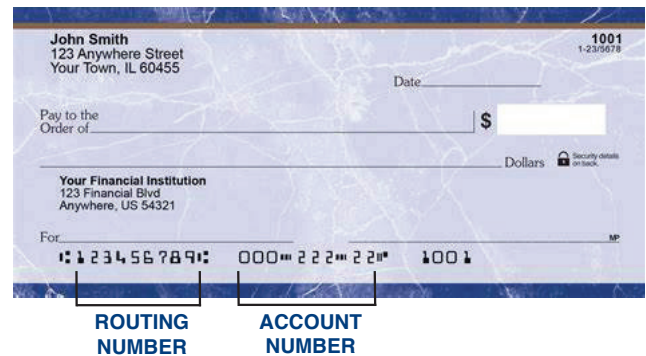 John Smith
1001
123 Anywhere Street
1-23/5678
Your Town, IL 60455
Date
Pay to the
Order of
$
Dollars
Security details
on back.
Your Financial Institution
123 Financial Blvd
Anywhere, US 54321
For
MP
⑆123456789⑆ 000⑈222⑈22⑈ 1001
ROUTING NUMBER
ACCOUNT NUMBER